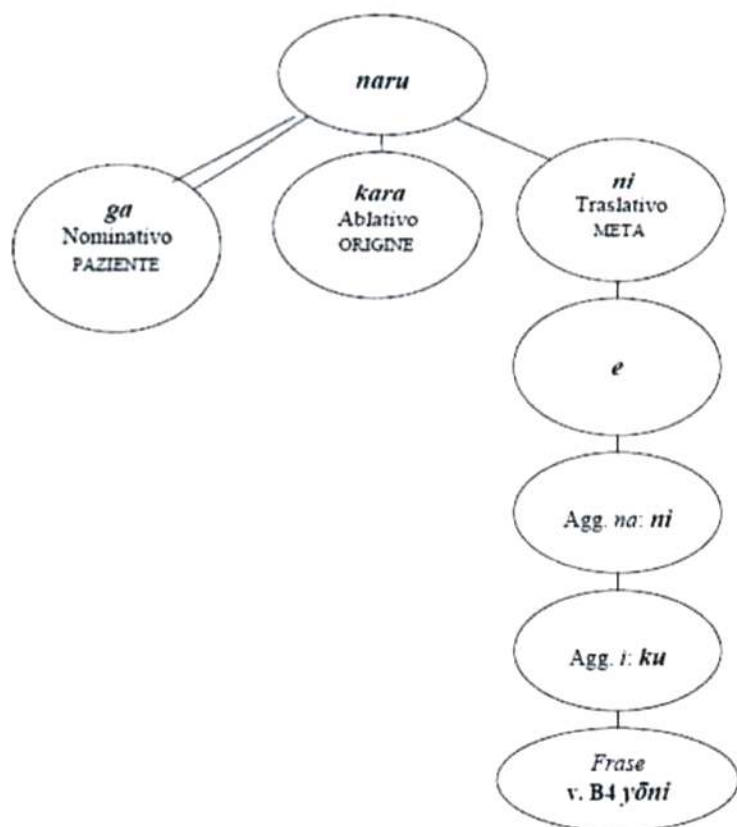 naru
ga
Nominativo
PAZIENTE
kara
Ablativo
ORIGINE
ni
Traslativo
META
e
Agg. na: ni
Agg. i: ku
Frase
v. B4 yōni